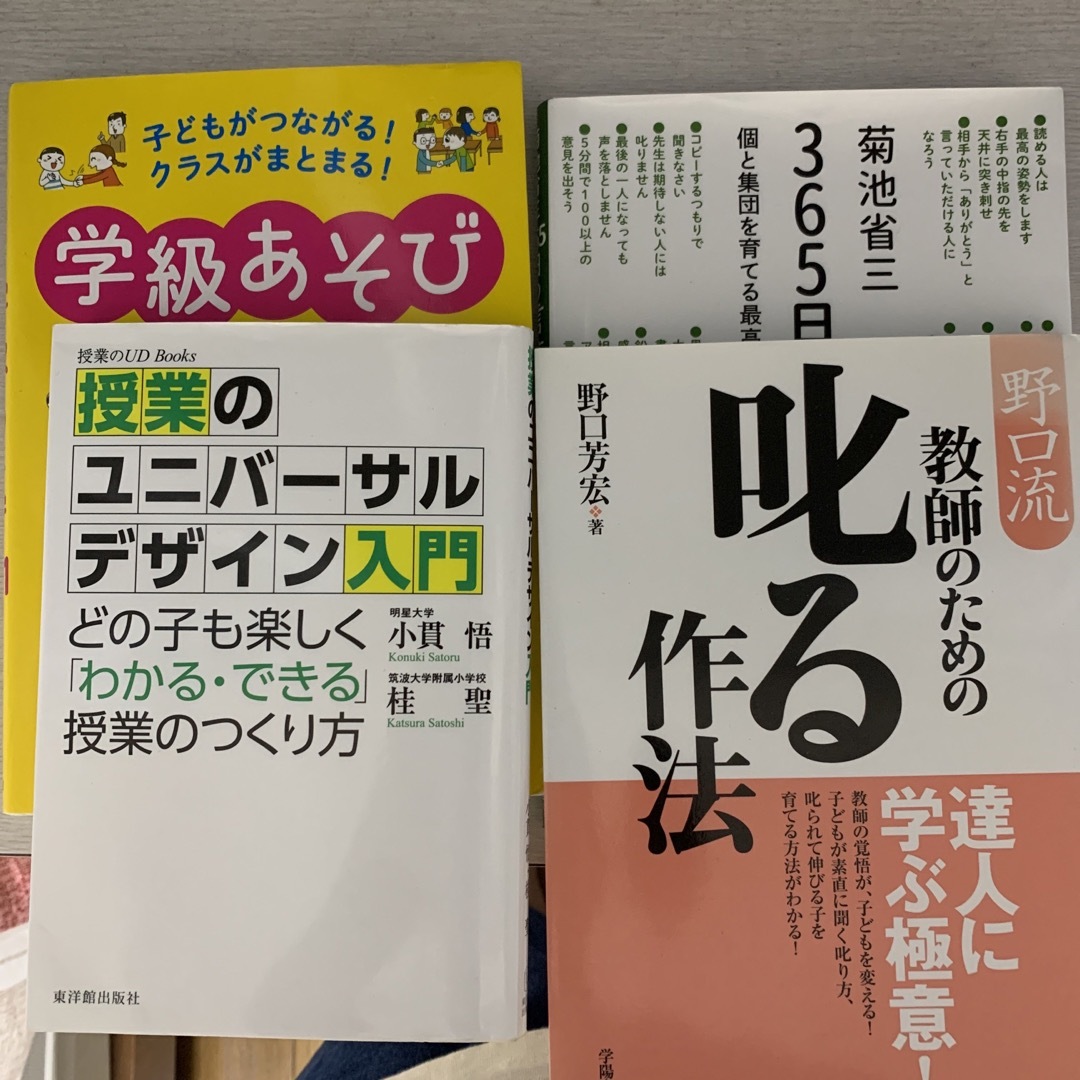 子どもがつながる!
クラスがまとまる!
学級あそび
菊池省三
365日
個と集団を育てる最高
●読める人は
最高の姿勢をします
●右手の中指の先を
天井に突き刺せ
●相手から「ありがとう」と
言っていただける人に
なろう
●コピーするつもりで
聞きなさい
●先生は期待しない人には
叱りません
●最後の一人になっても
声を落としません
●5分間で100以上の
意見を出そう
授業のUD Books
授業の
ユニバーサル
デザイン入門
どの子も楽しく
「わかる・できる」
授業のつくり方
明星大学
小貫 悟
Konuki Satoru
筑波大学附属小学校
桂 聖
Katsura Satoshi
東洋館出版社
野口流
教師のための
叱る
作法
野口芳宏 著
達人に
学ぶ極意!
教師の覚悟が、子どもを変える!
子どもが素直に聞く叱り方、
叱られて伸びる子を
育てる方法がわかる!
学陽